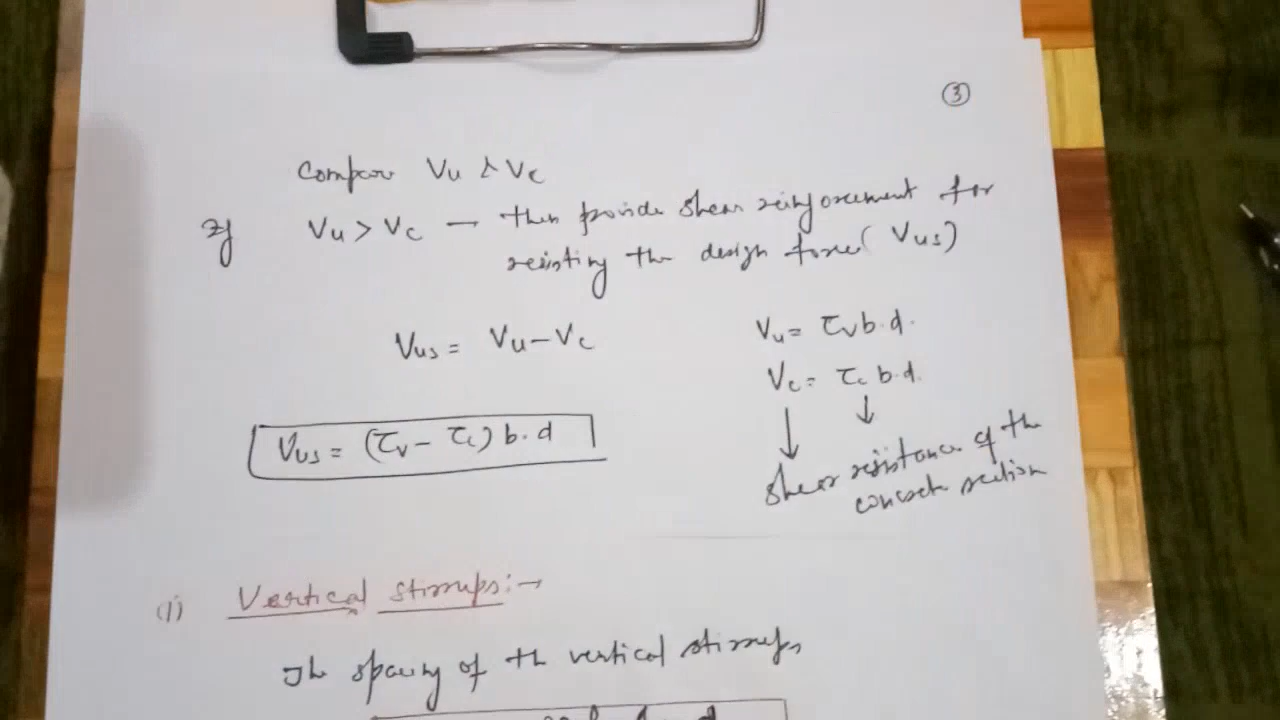 ③
Compare Vu & Vc
If Vu > Vc — then provide shear reinforcement for
resisting the design force (Vus)
Vus = Vu - Vc
Vu = τv b.d.
Vc = τc b.d.
Vus = (τv - τc) b.d
shear resistance of the
concrete section
(1) Vertical Stirrups:→
The spacing of the vertical stirrups